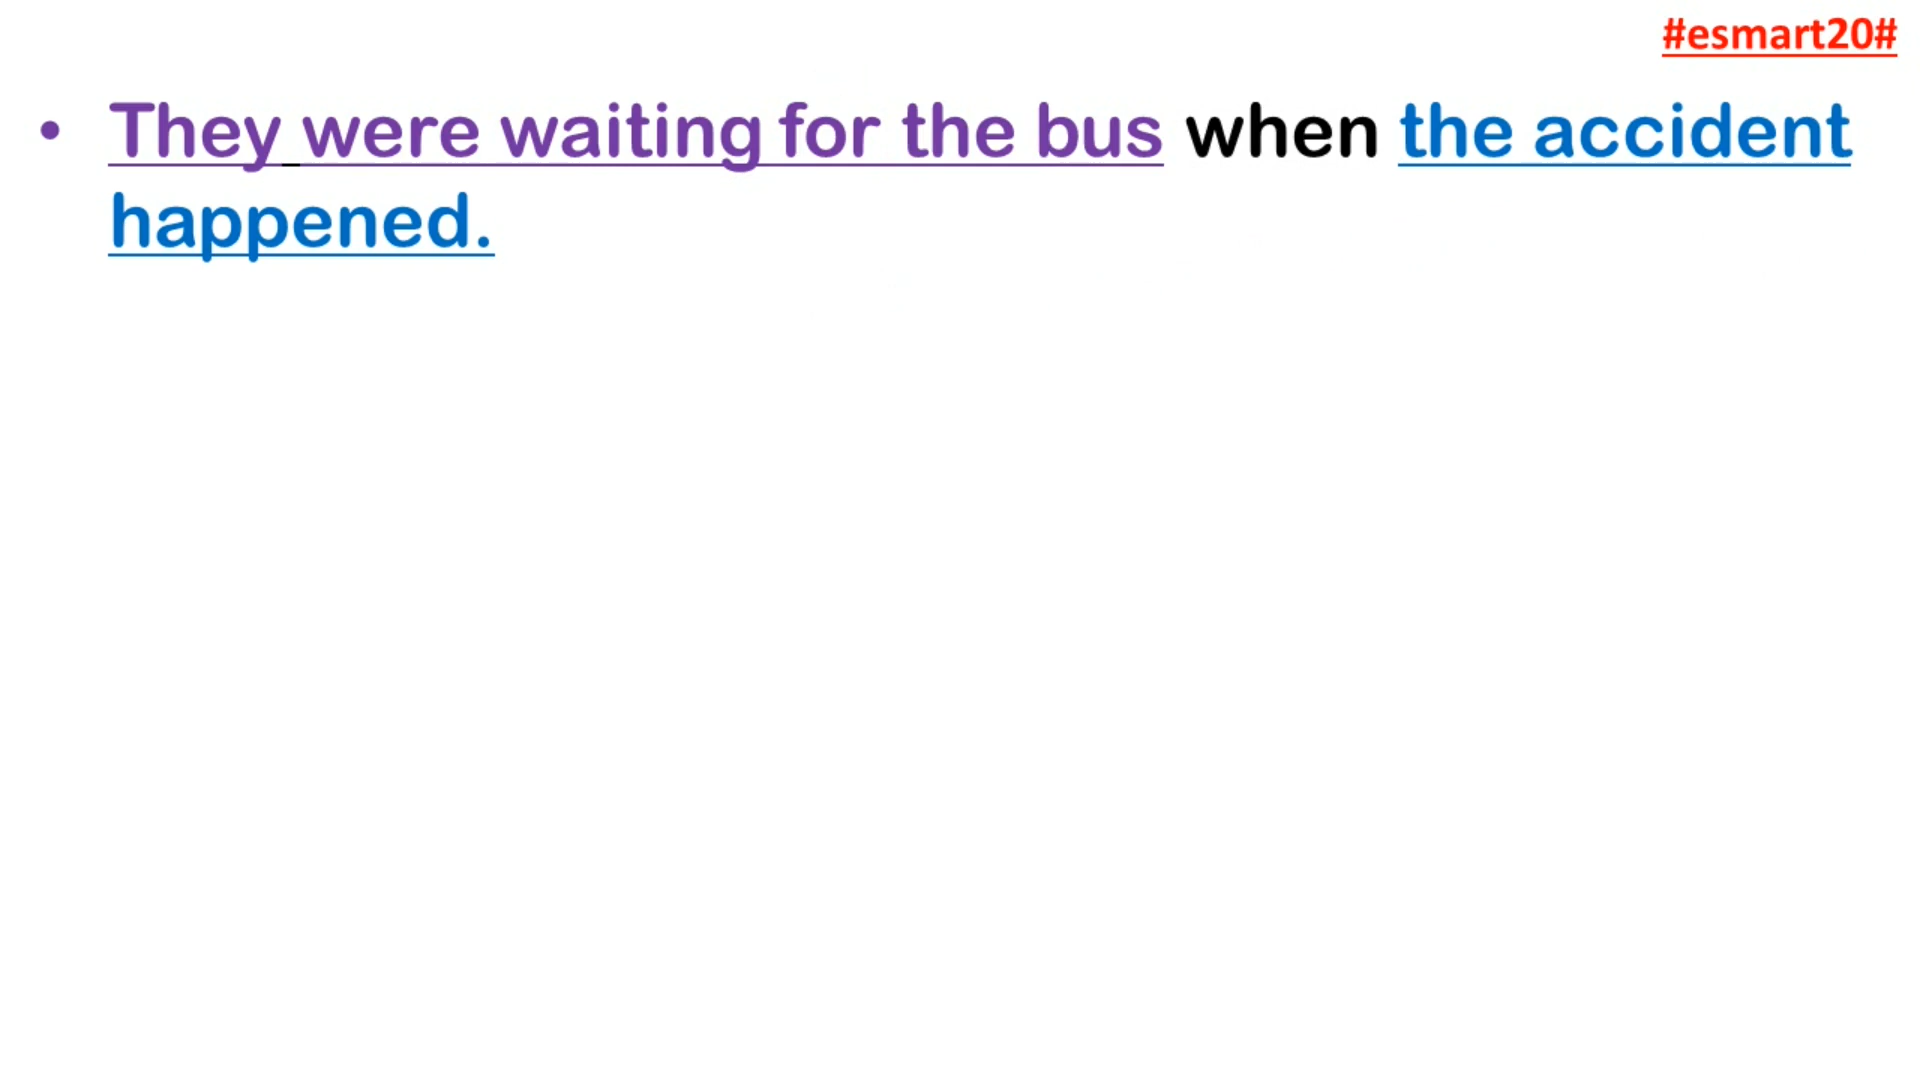 #esmart20#
• They were waiting for the bus when the accident
happened.